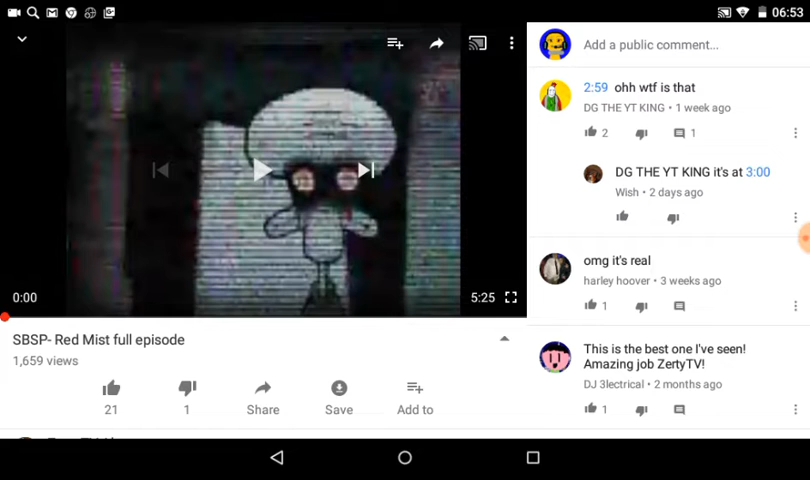 06:53
0:00
5:25
SBSP- Red Mist full episode
1,659 views
21
1
Share
Save
Add to
Add a public comment...
2:59 ohh wtf is that
DG THE YT KING • 1 week ago
2
1
DG THE YT KING it's at 3:00
Wish • 2 days ago
omg it's real
harley hoover • 3 weeks ago
1
This is the best one I've seen!
Amazing job ZertyTV!
DJ 3lectrical • 2 months ago
1